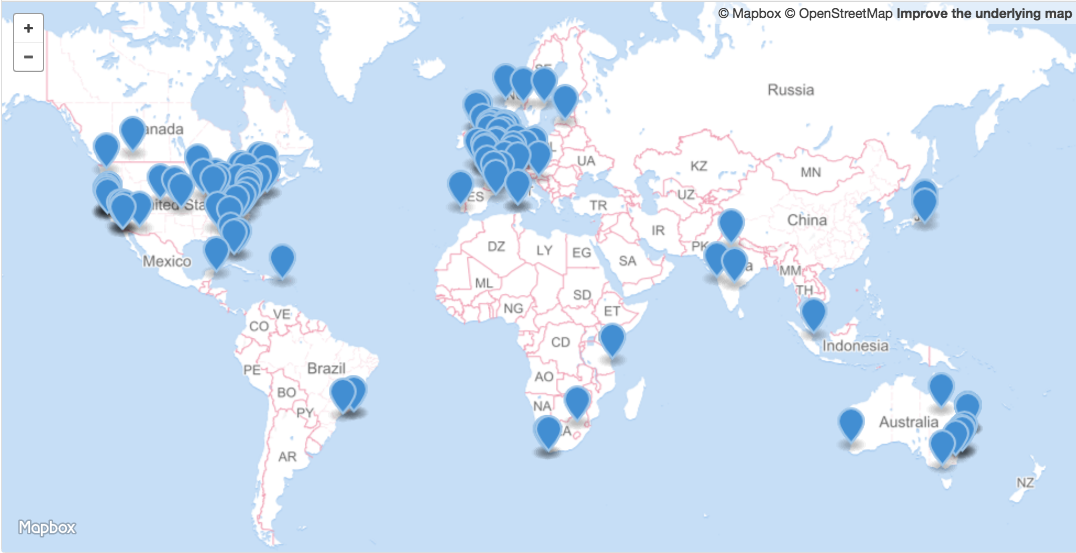 © Mapbox © OpenStreetMap Improve the underlying map
+
−
Russia
anada
UA
KZ
MN
ES
TR
UZ
United Sta
China
IR
PK
DZ
LY
EG
SA
Mexico
MM
ML
TH
SD
NG
ET
VE
CO
CD
Indonesia
PE
Brazil
AO
BO
NA
PY
Australia
AR
NZ
Mapbox